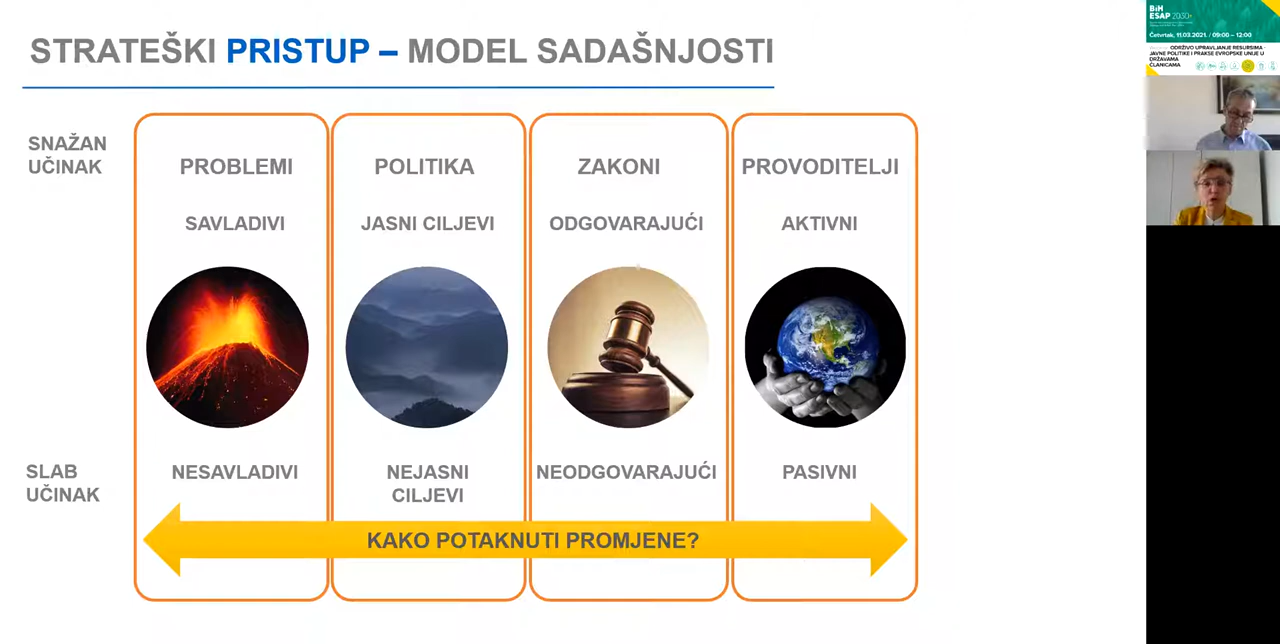 STRATEŠKI PRISTUP – MODEL SADAŠNJOSTI
SNAŽAN
UČINAK
PROBLEMI
POLITIKA
ZAKONI
PROVODITELJI
SAVLADIVI
JASNI CILJEVI
ODGOVARAJUĆI
AKTIVNI
SLAB
UČINAK
NESAVLADIVI
NEJASNI
CILJEVI
NEODGOVARAJUĆI
PASIVNI
KAKO POTAKNUTI PROMJENE?
BiH
ESAP 2030+
Četvrtak, 11.03.2021. / 09:00 – 12:00
ODRŽIVO UPRAVLJANJE RESURSIMA -
JAVNE POLITIKE I PRAKSE EVROPSKE UNIJE U
DRŽAVAMA
ČLANICAMA